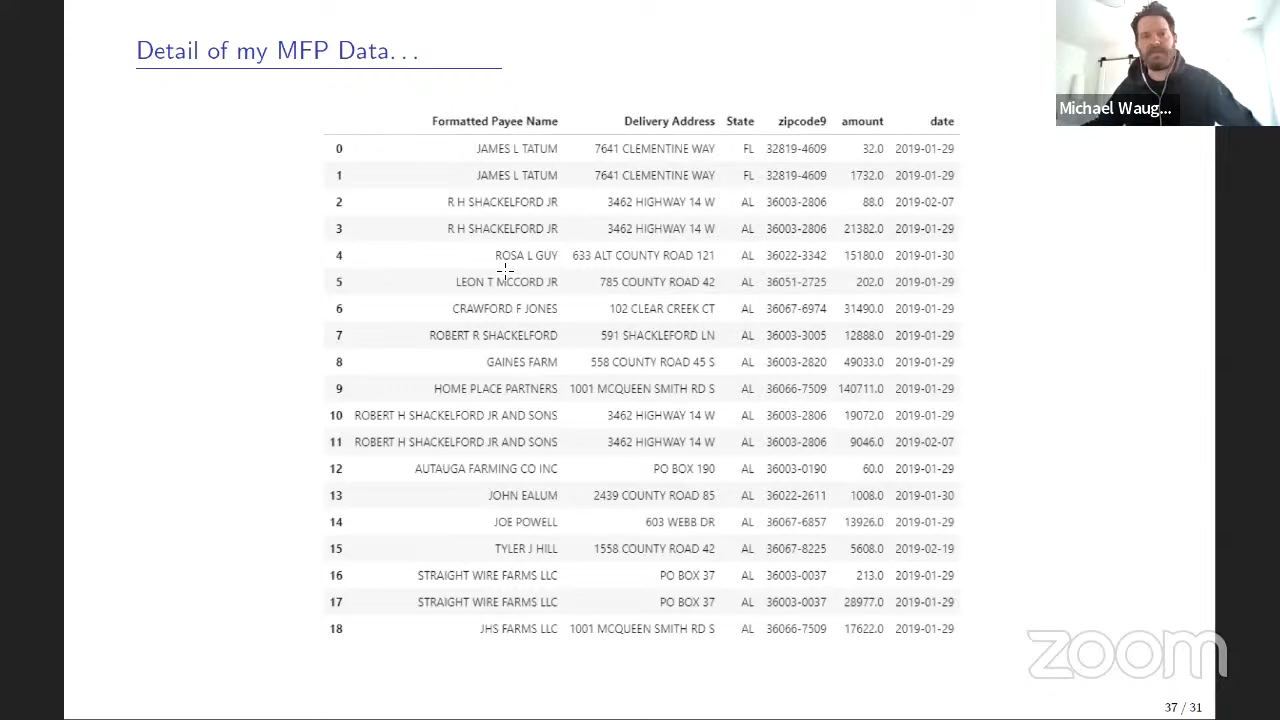 Detail of my MFP Data...
Michael Waug...
Formatted Payee Name Delivery Address State zipcode9 amount date
0 JAMES L TATUM 7641 CLEMENTINE WAY FL 32819-4609 32.0 2019-01-29
1 JAMES L TATUM 7641 CLEMENTINE WAY FL 32819-4609 1732.0 2019-01-29
2 R H SHACKELFORD JR 3462 HIGHWAY 14 W AL 36003-2806 88.0 2019-02-07
3 R H SHACKELFORD JR 3462 HIGHWAY 14 W AL 36003-2806 21382.0 2019-01-29
4 ROSA L GUY 633 ALT COUNTY ROAD 121 AL 36022-3342 15180.0 2019-01-30
5 LEON T MCCORD JR 785 COUNTY ROAD 42 AL 36051-2725 202.0 2019-01-29
6 CRAWFORD F JONES 102 CLEAR CREEK CT AL 36067-6974 31490.0 2019-01-29
7 ROBERT R SHACKELFORD 591 SHACKLEFORD LN AL 36003-3005 12888.0 2019-01-29
8 GAINES FARM 558 COUNTY ROAD 45 S AL 36003-2820 49033.0 2019-01-29
9 HOME PLACE PARTNERS 1001 MCQUEEN SMITH RD S AL 36066-7509 140711.0 2019-01-29
10 ROBERT H SHACKELFORD JR AND SONS 3462 HIGHWAY 14 W AL 36003-2806 19072.0 2019-01-29
11 ROBERT H SHACKELFORD JR AND SONS 3462 HIGHWAY 14 W AL 36003-2806 9046.0 2019-02-07
12 AUTAUGA FARMING CO INC PO BOX 190 AL 36003-0190 60.0 2019-01-29
13 JOHN EALUM 2439 COUNTY ROAD 85 AL 36022-2611 1008.0 2019-01-30
14 JOE POWELL 603 WEBB DR AL 36067-6857 13926.0 2019-01-29
15 TYLER J HILL 1558 COUNTY ROAD 42 AL 36067-8225 5608.0 2019-02-19
16 STRAIGHT WIRE FARMS LLC PO BOX 37 AL 36003-0037 213.0 2019-01-29
17 STRAIGHT WIRE FARMS LLC PO BOX 37 AL 36003-0037 28977.0 2019-01-29
18 JHS FARMS LLC 1001 MCQUEEN SMITH RD S AL 36066-7509 17622.0 2019-01-29
zoom
37 / 31